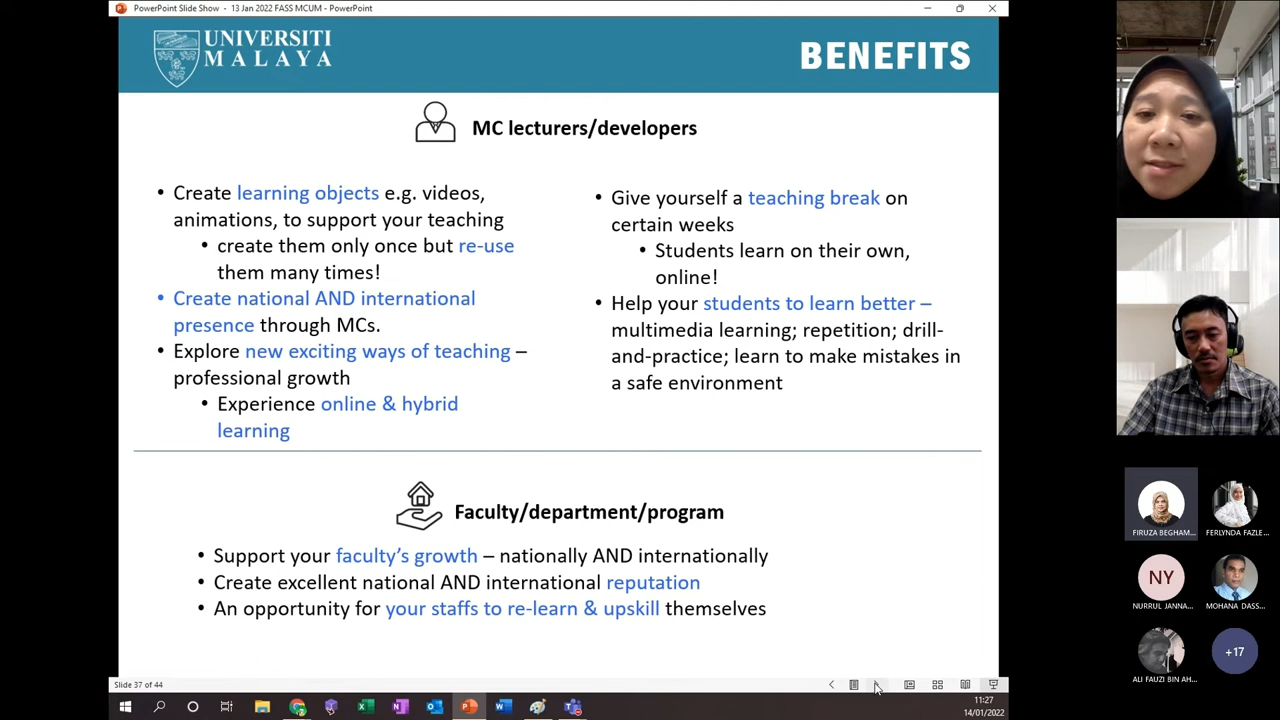 PowerPoint Slide Show - 13 Jan 2022 FASS MCUM - PowerPoint
UNIVERSITI
MALAYA
BENEFITS
MC lecturers/developers
• Create learning objects e.g. videos,
animations, to support your teaching
• create them only once but re-use
them many times!
• Create national AND international
presence through MCs.
• Explore new exciting ways of teaching –
professional growth
• Experience online & hybrid
learning
• Give yourself a teaching break on
certain weeks
• Students learn on their own,
online!
• Help your students to learn better –
multimedia learning; repetition; drill-
and-practice; learn to make mistakes in
a safe environment
Faculty/department/program
• Support your faculty's growth – nationally AND internationally
• Create excellent national AND international reputation
• An opportunity for your staffs to re-learn & upskill themselves
Slide 37 of 44
11:27
14/01/2022
FIRUZA BEGHAM...
FERLYNDA FAZLE...
NY
NURRUL JANNA...
MOHANA DASS...
ALI FAUZI BIN AH...
+17